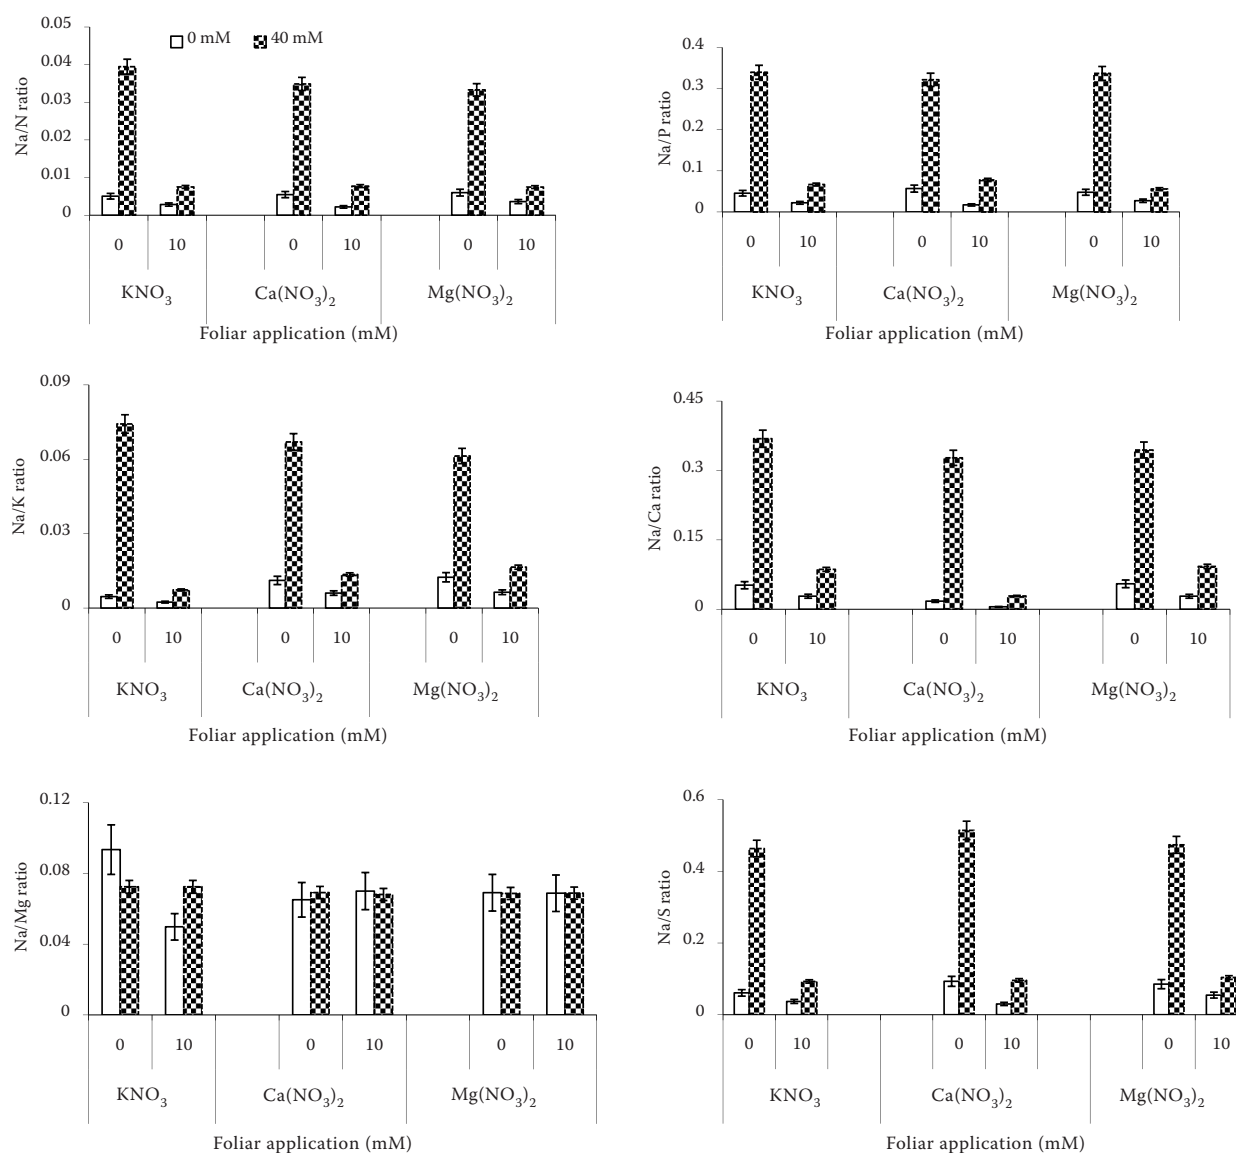 0.05
0 mM 40 mM
0.04
0.03
0.02
0.01
0
Na/N ratio
0 10 0 10 0 10
KNO3 Ca(NO3)2 Mg(NO3)2
Foliar application (mM)
0.4
0.3
0.2
0.1
0
Na/P ratio
0 10 0 10 0 10
KNO3 Ca(NO3)2 Mg(NO3)2
Foliar application (mM)
0.09
0.06
0.03
0
Na/K ratio
0 10 0 10 0 10
KNO3 Ca(NO3)2 Mg(NO3)2
Foliar application (mM)
0.45
0.3
0.15
0
Na/Ca ratio
0 10 0 10 0 10
KNO3 Ca(NO3)2 Mg(NO3)2
Foliar application (mM)
0.12
0.08
0.04
0
Na/Mg ratio
0 10 0 10 0 10
KNO3 Ca(NO3)2 Mg(NO3)2
Foliar application (mM)
0.6
0.4
0.2
0
Na/S ratio
0 10 0 10 0 10
KNO3 Ca(NO3)2 Mg(NO3)2
Foliar application (mM)